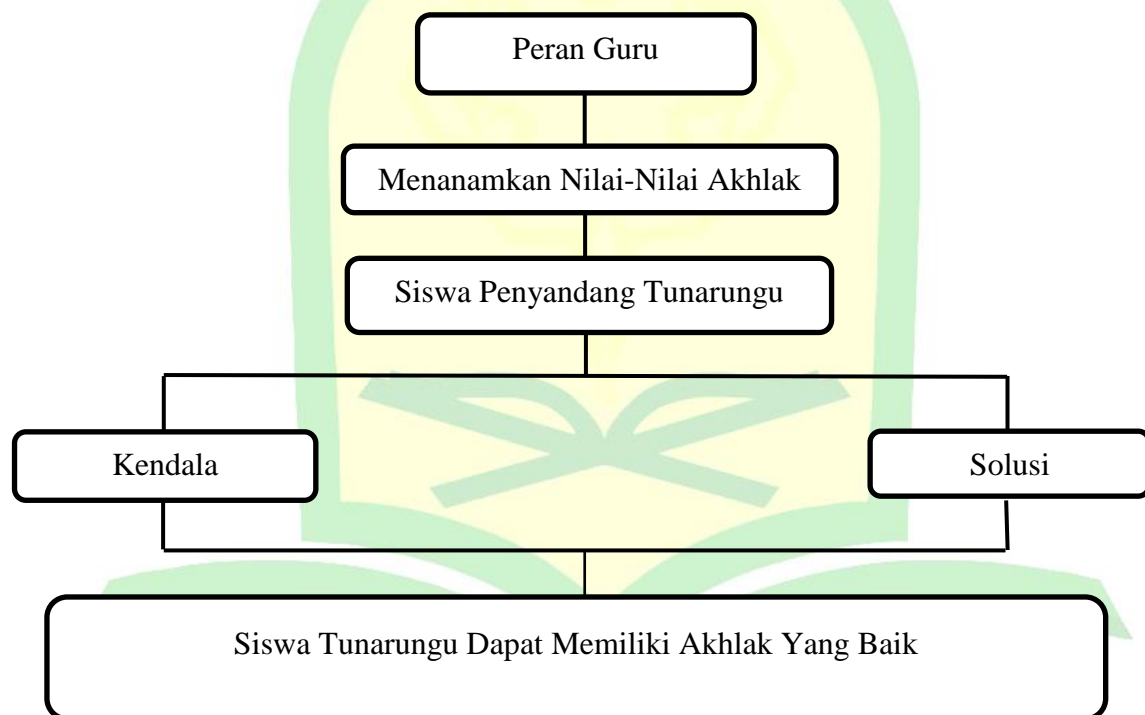 Peran Guru
Menanamkan Nilai-Nilai Akhlak
Siswa Penyandang Tunarungu
Kendala
Solusi
Siswa Tunarungu Dapat Memiliki Akhlak Yang Baik